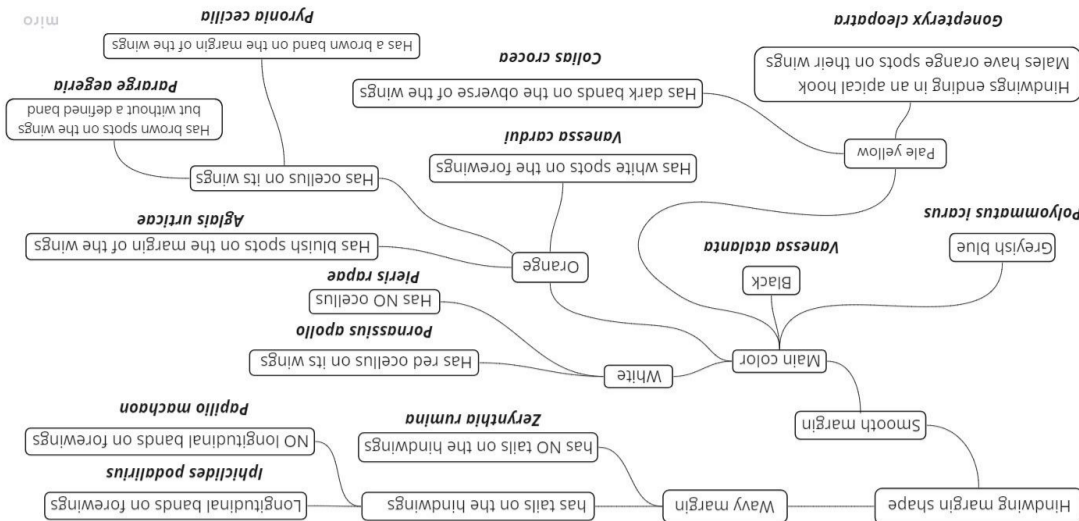 Hindwing margin shape
Wavy margin
has tails on the hindwings
Longitudinal bands on forewings
Iphiclides podalirius
NO longitudinal bands on forewings
Papilio machaon
has NO tails on the hindwings
Zerynthia rumina
Smooth margin
Main color
White
Has red ocellus on its wings
Pornassius apollo
Has NO ocellus
Pieris rapae
Orange
Has bluish spots on the margin of the wings
Aglais urticae
Has white spots on the forewings
Vanessa cardui
Has ocellus on its wings
Has brown spots on the wings
but without a defined band
Pararge aegeria
Has a brown band on the margin of the wings
Pyronia cecilia
Black
Vanessa atalanta
Greyish blue
Polyommatus icarus
Pale yellow
Has dark bands on the obverse of the wings
Colias crocea
Hindwings ending in an apical hook
Males have orange spots on their wings
Gonepteryx cleopatra
miro